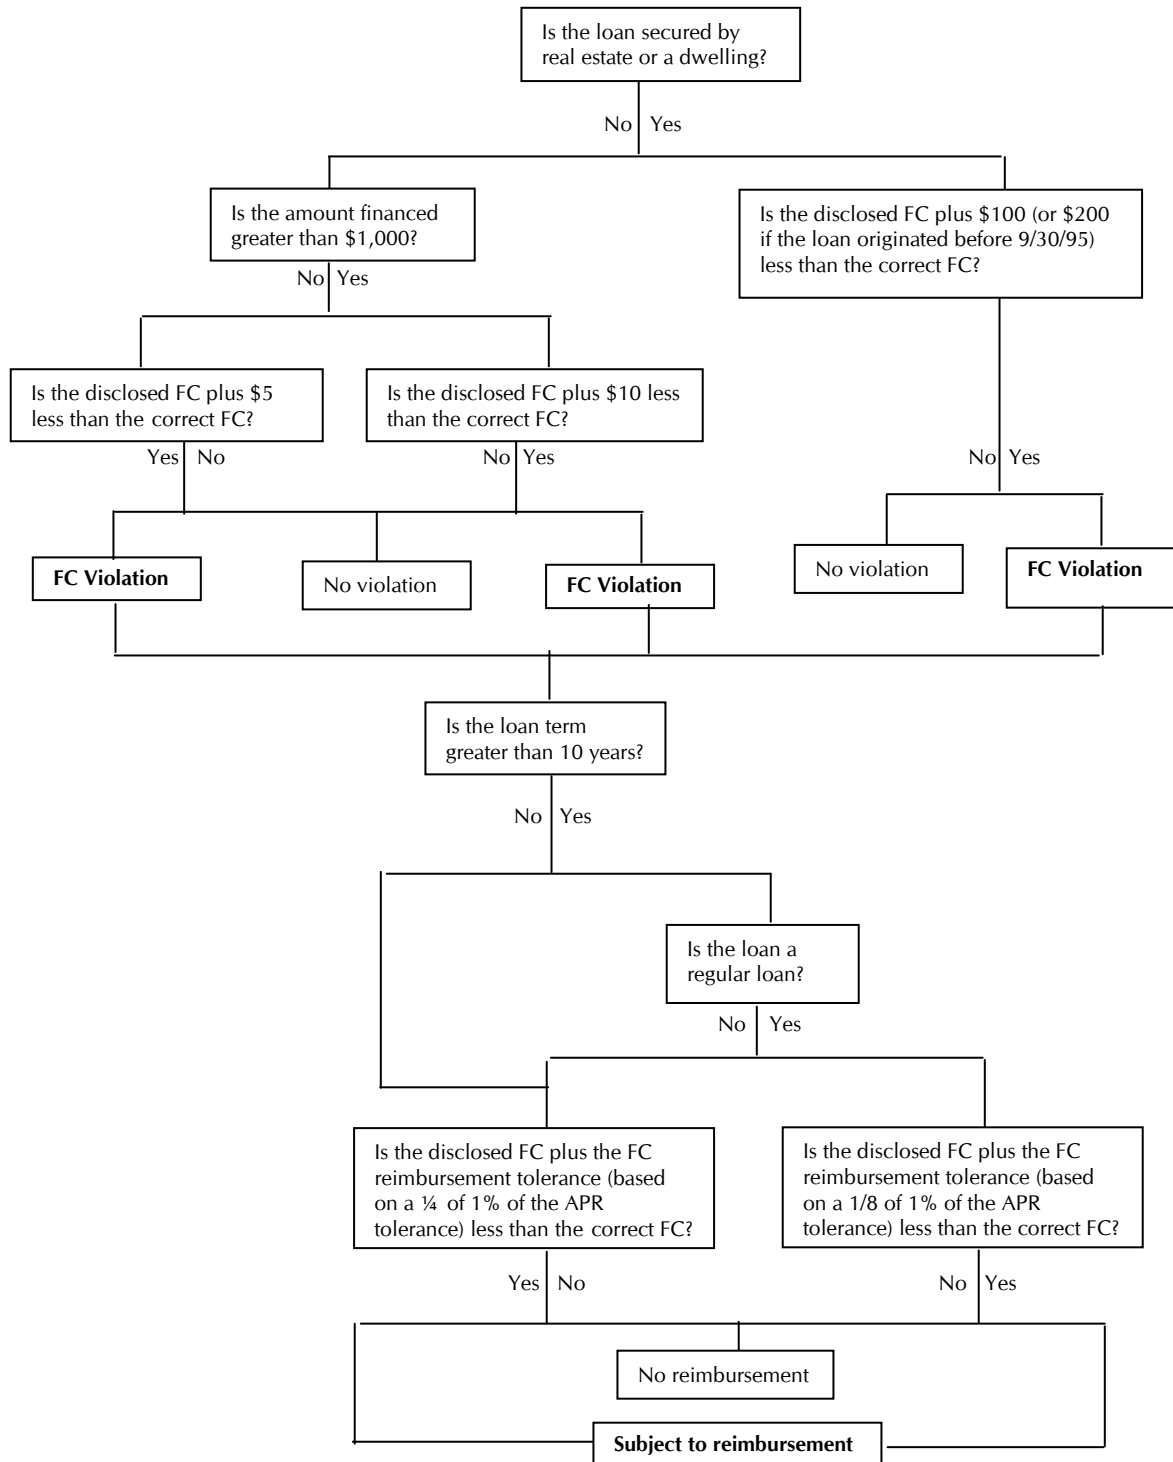 Is the loan secured by
real estate or a dwelling?
No Yes
Is the amount financed
greater than $1,000?
Is the disclosed FC plus $100 (or $200
if the loan originated before 9/30/95)
less than the correct FC?
No Yes
Is the disclosed FC plus $5
less than the correct FC?
Is the disclosed FC plus $10 less
than the correct FC?
Yes No
No Yes
No Yes
FC Violation
No violation
FC Violation
No violation
FC Violation
Is the loan term
greater than 10 years?
No Yes
Is the loan a
regular loan?
No Yes
Is the disclosed FC plus the FC
reimbursement tolerance (based
on a ¼ of 1% of the APR
tolerance) less than the correct FC?
Is the disclosed FC plus the FC
reimbursement tolerance (based
on a 1/8 of 1% of the APR
tolerance) less than the correct FC?
Yes No
No Yes
No reimbursement
Subject to reimbursement